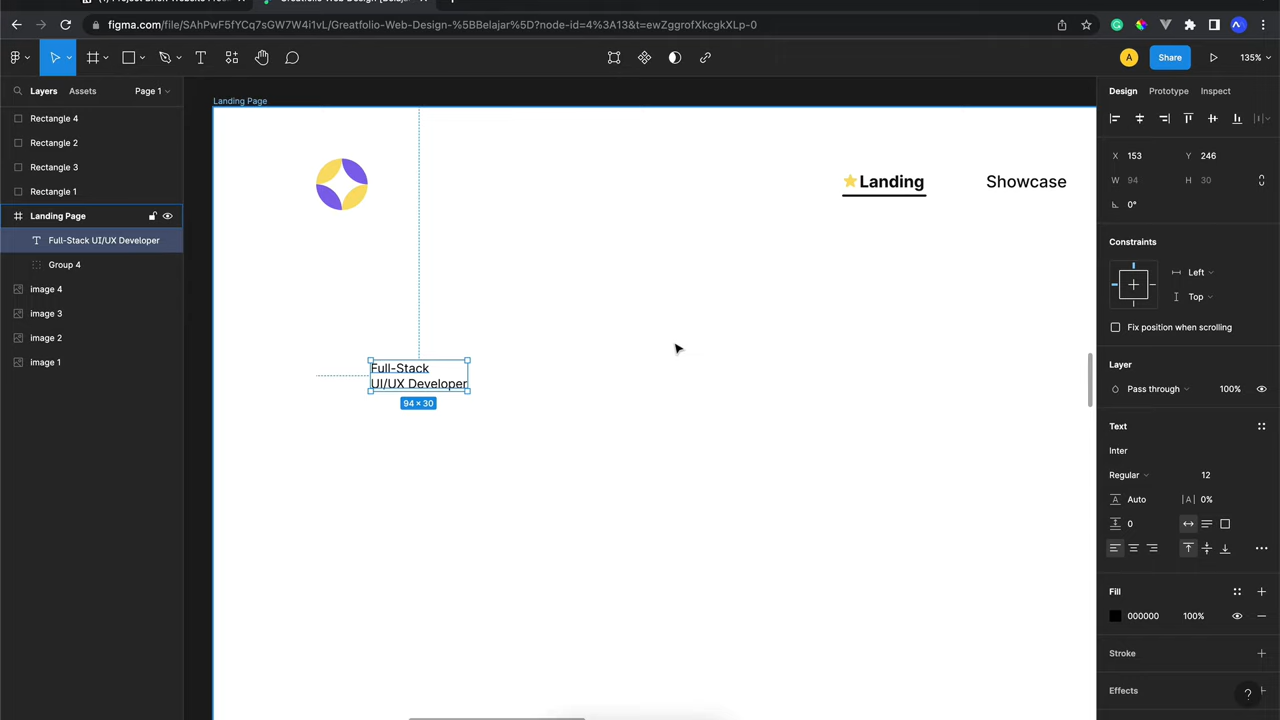 figma.com/file/SAhPwF5fYCq7sGW7W4i1vL/Greatfolio-Web-Design-%5BBelajar%5D?node-id=4%3A13&t=ewZggrofXkcgkXLp-0
A
Share
135%
Layers
Assets
Page 1
Design
Prototype
Inspect
Rectangle 4
Rectangle 2
Rectangle 3
Rectangle 1
Landing Page
Full-Stack UI/UX Developer
Group 4
image 4
image 3
image 2
image 1
Landing Page
Landing
Showcase
Full-Stack
UI/UX Developer
94 × 30
X 153 Y 246
W 94 H 30
0°
Constraints
Left
Top
Fix position when scrolling
Layer
Pass through 100%
Text
Inter
Regular 12
A Auto |A| 0%
0
Fill
000000 100%
Stroke
Effects
?